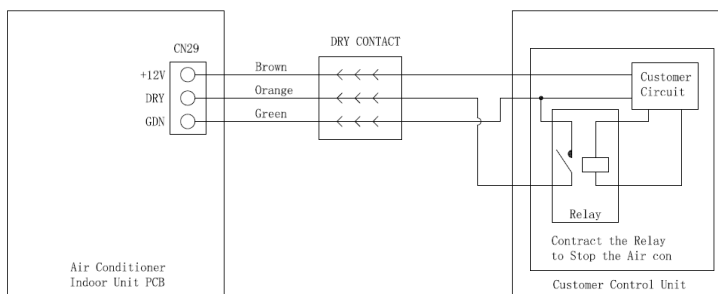 CN29
+12V
DRY
GDN
Brown
Orange
Green
DRY CONTACT
Customer
Circuit
Relay
Contract the Relay
to Stop the Air con
Air Conditioner
Indoor Unit PCB
Customer Control Unit